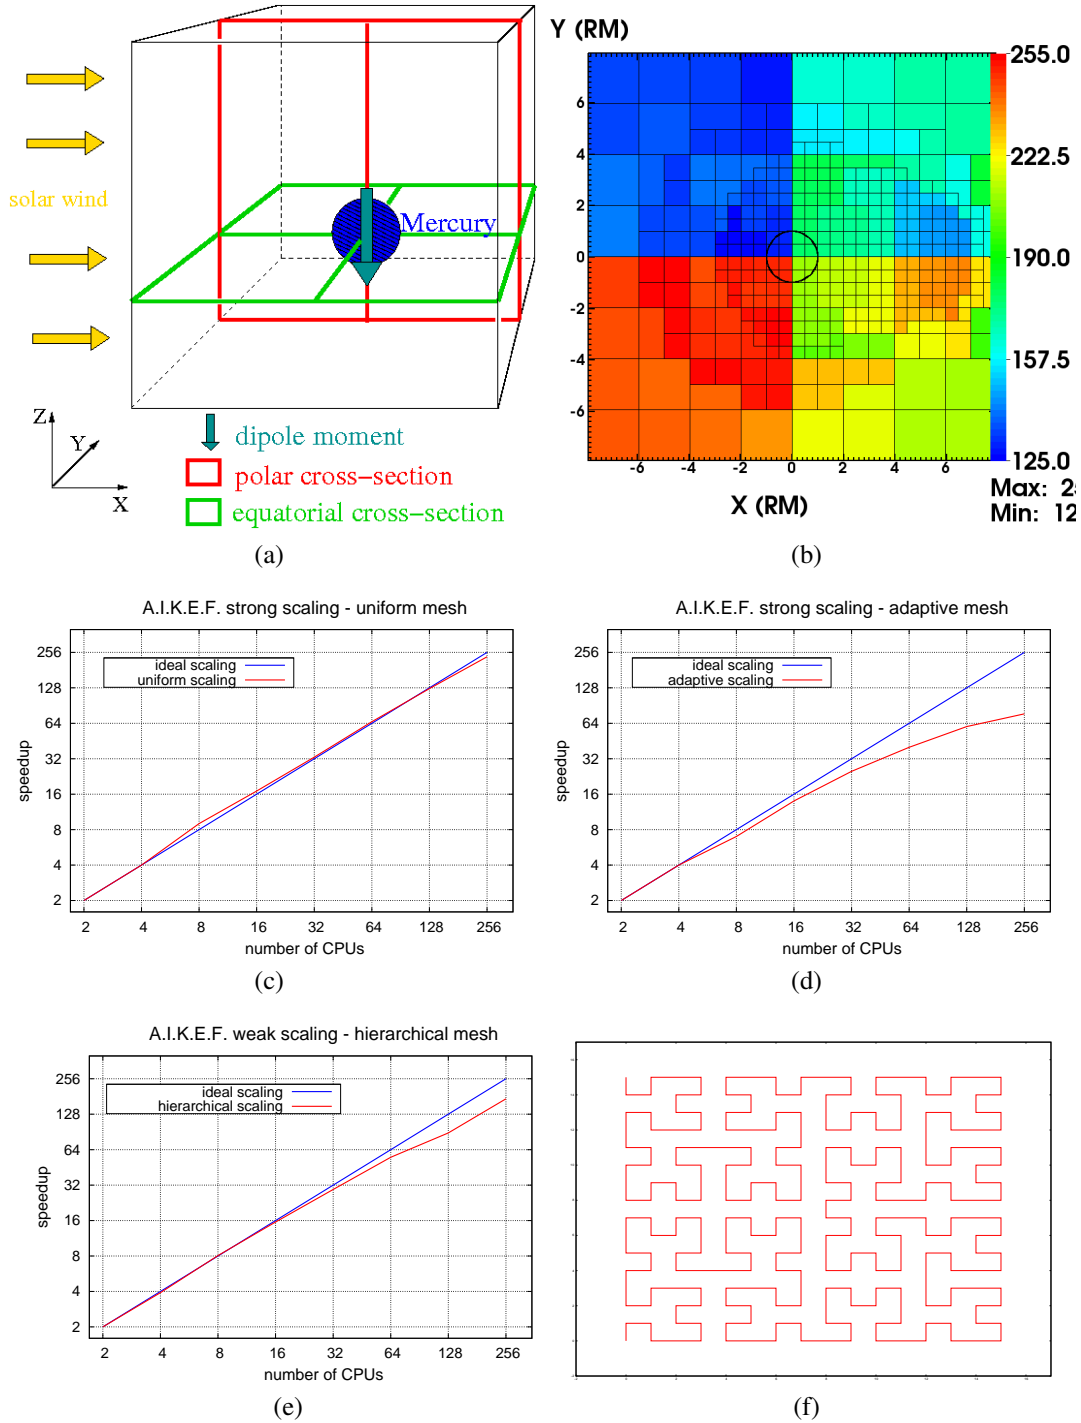 solar wind
Mercury
Z
Y
X
dipole moment
polar cross-section
equatorial cross-section
(a)
Y (RM)
6
4
2
0
-2
-4
-6
-6
-4
-2
0
2
4
6
X (RM)
255.0
222.5
190.0
157.5
125.0
Max: 25
Min: 12
(b)
A.I.K.E.F. strong scaling - uniform mesh
ideal scaling
uniform scaling
speedup
256
128
64
32
16
8
4
2
2 4 8 16 32 64 128 256
number of CPUs
(c)
A.I.K.E.F. strong scaling - adaptive mesh
ideal scaling
adaptive scaling
speedup
256
128
64
32
16
8
4
2
2 4 8 16 32 64 128 256
number of CPUs
(d)
A.I.K.E.F. weak scaling - hierarchical mesh
ideal scaling
hierarchical scaling
speedup
256
128
64
32
16
8
4
2
2 4 8 16 32 64 128 256
number of CPUs
(e)
(f)